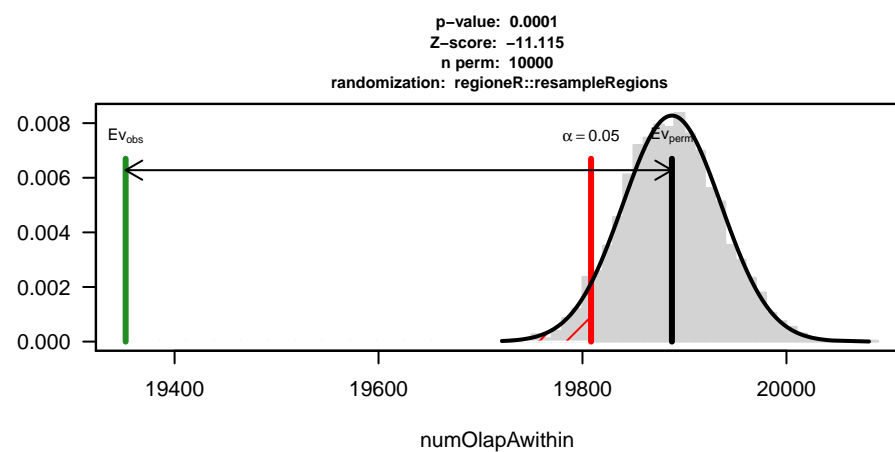 p−value: 0.0001
Z−score: −11.115
n perm: 10000
randomization: regioneR::resampleRegions
0.008
0.006
0.004
0.002
0.000
Evobs
α = 0.05
Evperm
19400 19600 19800 20000
numOlapAwithin